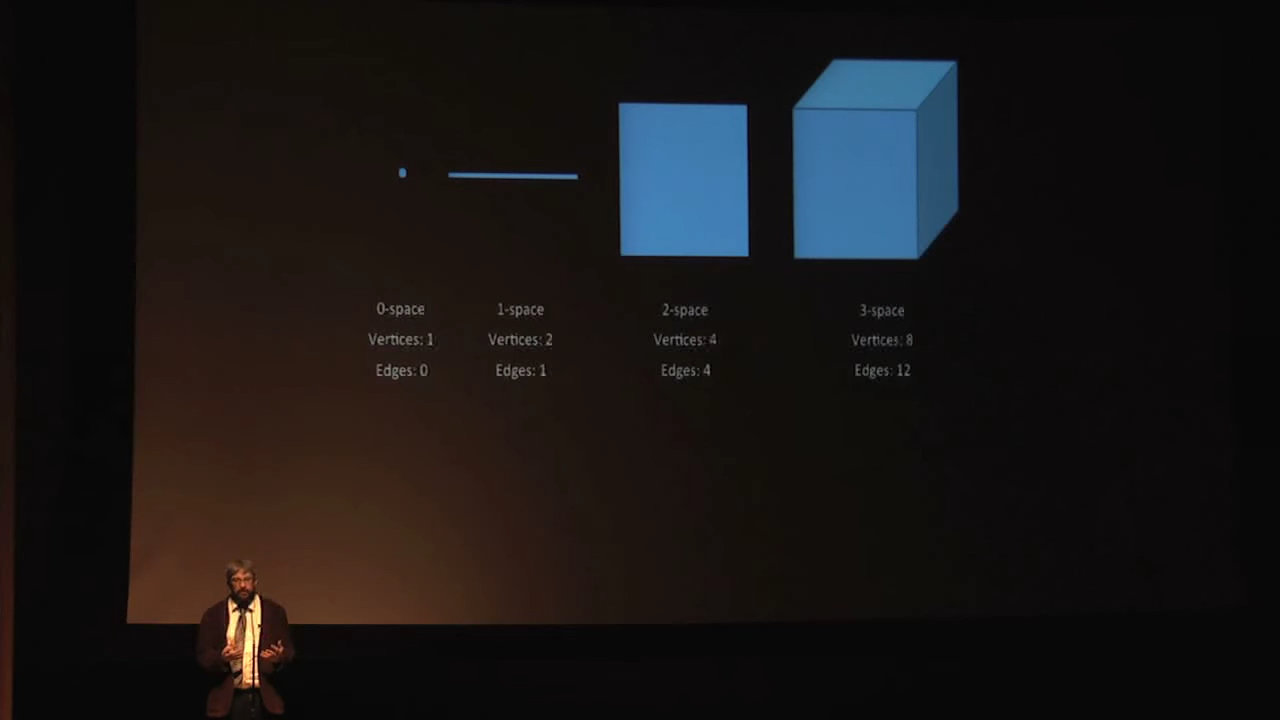 0-space
Vertices: 1
Edges: 0
1-space
Vertices: 2
Edges: 1
2-space
Vertices: 4
Edges: 4
3-space
Vertices: 8
Edges: 12